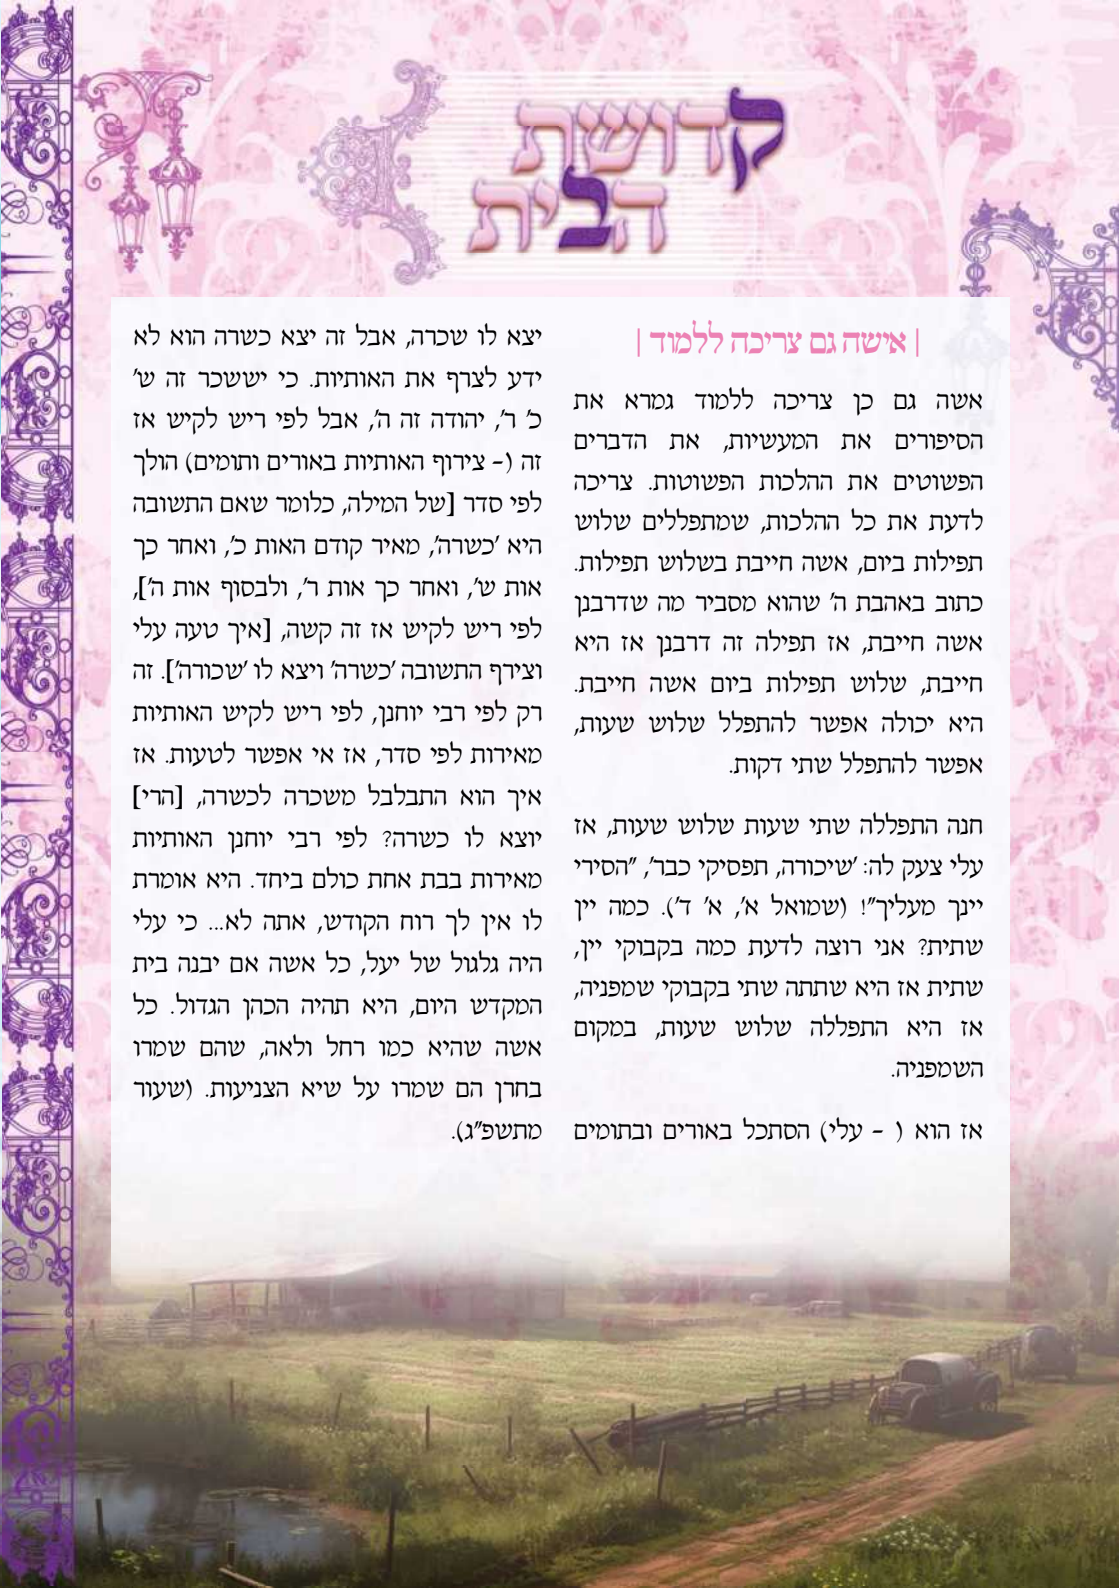 קדושת
הבית
| אישה גם צריכה ללמוד |
אשה גם כן צריכה ללמוד גמרא את
הסיפורים את המעשיות, את הדברים
הפשוטים את ההלכות הפשוטות. צריכה
לדעת את כל ההלכות, שמתפללים שלוש
תפילות ביום, אשה חייבת בשלוש תפילות.
כתוב באהבת ה' שהוא מסביר מה שדרבנן
אשה חייבת, אז תפילה זה דרבנן אז היא
חייבת, שלוש תפילות ביום אשה חייבת.
היא יכולה אפשר להתפלל שלוש שעות,
אפשר להתפלל שתי דקות.
חנה התפללה שתי שעות שלוש שעות, אז
עלי צעק לה: 'שיכורה, תפסיקי כבר', "הסירי
יינך מעליך"! (שמואל א', א' ד'). כמה יין
שתית? אני רוצה לדעת כמה בקבוקי יין,
שתית אז היא שתתה שתי בקבוקי שמפניה,
אז היא התפללה שלוש שעות, במקום
השמפניה.
אז הוא ( - עלי) הסתכל באורים ובתומים
יצא לו שכרה, אבל זה יצא כשרה הוא לא
ידע לצרף את האותיות. כי יששכר זה ש'
כ' ר', יהודה זה ה', אבל לפי ריש לקיש אז
זה (- צירוף האותיות באורים ותומים) הולך
לפי סדר [של המילה, כלומר שאם התשובה
היא 'כשרה', מאיר קודם האות כ', ואחר כך
אות ש', ואחר כך אות ר', ולבסוף אות ה'],
לפי ריש לקיש אז זה קשה, [איך טעה עלי
וצירף התשובה 'כשרה' ויצא לו 'שכורה']. זה
רק לפי רבי יוחנן, לפי ריש לקיש האותיות
מאירות לפי סדר, אז אי אפשר לטעות. אז
איך הוא התבלבל משכרה לכשרה, [הרי]
יוצא לו כשרה? לפי רבי יוחנן האותיות
מאירות בבת אחת כולם ביחד. היא אומרת
לו אין לך רוח הקודש, אתה לא... כי עלי
היה גלגול של יעל, כל אשה אם יבנה בית
המקדש היום, היא תהיה הכהן הגדול. כל
אשה שהיא כמו רחל ולאה, שהם שמרו
בחרן הם שמרו על שיא הצניעות. (שעור
מתשפ"ג).